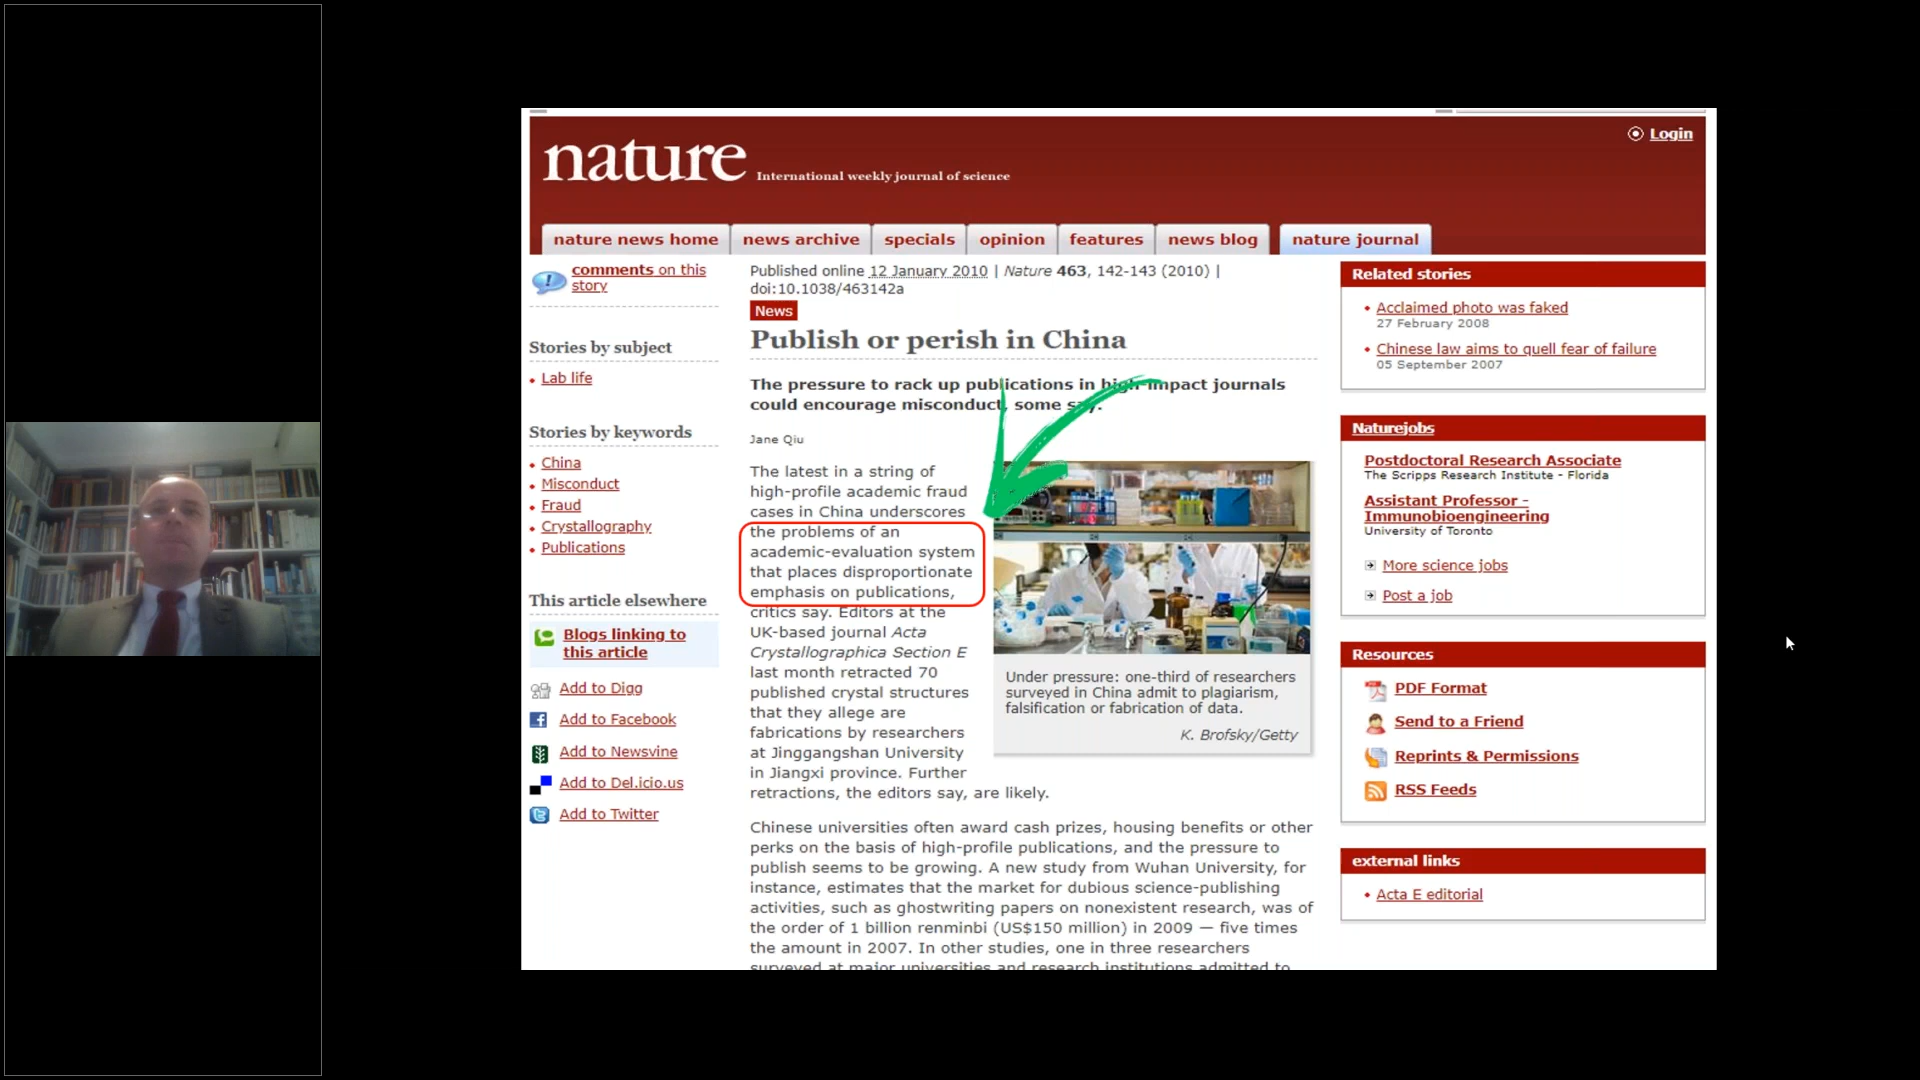 nature
International weekly journal of science
Login
nature news home
news archive
specials
opinion
features
news blog
nature journal
comments on this
story
Stories by subject
Lab life
Stories by keywords
China
Misconduct
Fraud
Crystallography
Publications
This article elsewhere
Blogs linking to
this article
Add to Digg
Add to Facebook
Add to Newsvine
Add to Del.icio.us
Add to Twitter
Published online 12 January 2010 | Nature 463, 142-143 (2010) |
doi:10.1038/463142a
News
Publish or perish in China
The pressure to rack up publications in high-impact journals
could encourage misconduct, some say.
Jane Qiu
The latest in a string of
high-profile academic fraud
cases in China underscores
the problems of an
academic-evaluation system
that places disproportionate
emphasis on publications,
critics say. Editors at the
UK-based journal Acta
Crystallographica Section E
last month retracted 70
published crystal structures
that they allege are
fabrications by researchers
at Jinggangshan University
in Jiangxi province. Further
retractions, the editors say, are likely.
Under pressure: one-third of researchers
surveyed in China admit to plagiarism,
falsification or fabrication of data.
K. Brofsky/Getty
Chinese universities often award cash prizes, housing benefits or other
perks on the basis of high-profile publications, and the pressure to
publish seems to be growing. A new study from Wuhan University, for
instance, estimates that the market for dubious science-publishing
activities, such as ghostwriting papers on nonexistent research, was of
the order of 1 billion renminbi (US$150 million) in 2009 — five times
the amount in 2007. In other studies, one in three researchers
surveyed at major universities and research institutions admitted to
Related stories
Acclaimed photo was faked
27 February 2008
Chinese law aims to quell fear of failure
05 September 2007
Naturejobs
Postdoctoral Research Associate
The Scripps Research Institute - Florida
Assistant Professor -
Immunobioengineering
University of Toronto
More science jobs
Post a job
Resources
PDF Format
Send to a Friend
Reprints & Permissions
RSS Feeds
external links
Acta E editorial